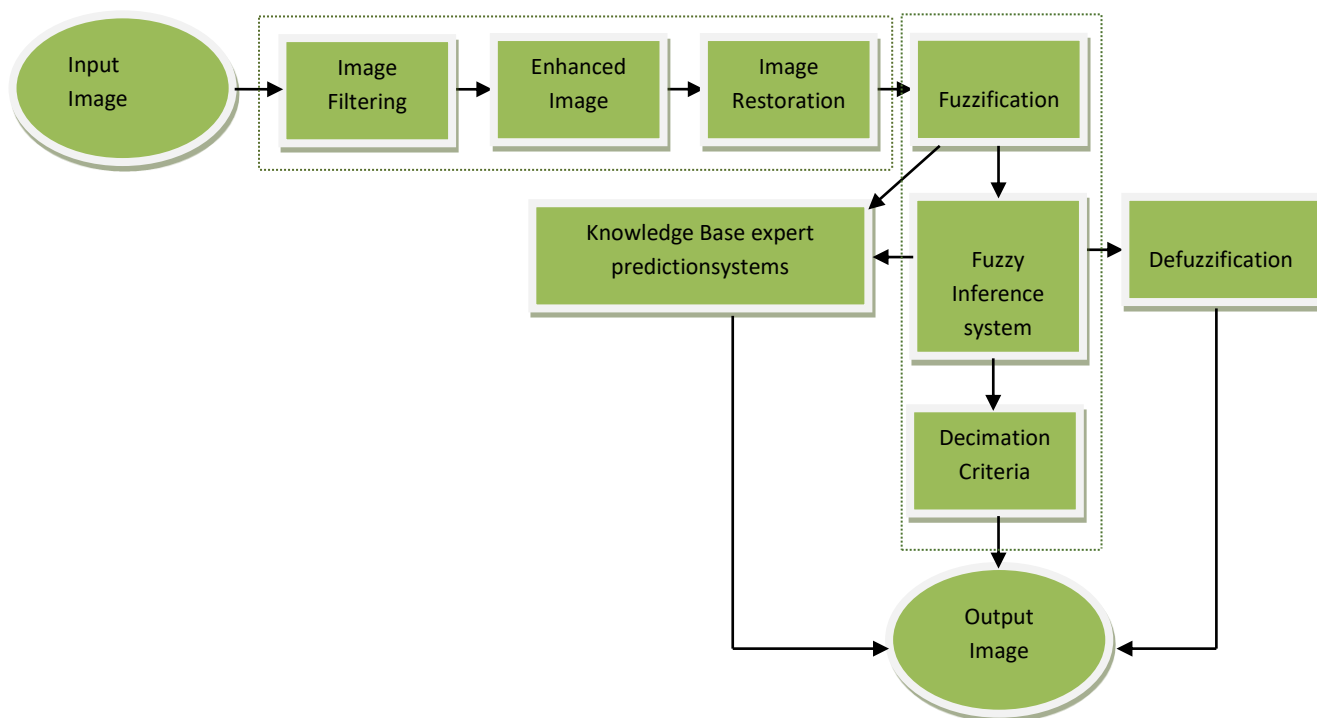 Input
Image
Image
Filtering
Enhanced
Image
Image
Restoration
Fuzzification
Knowledge Base expert
predictionsystems
Fuzzy
Inference
system
Defuzzification
Decimation
Criteria
Output
Image